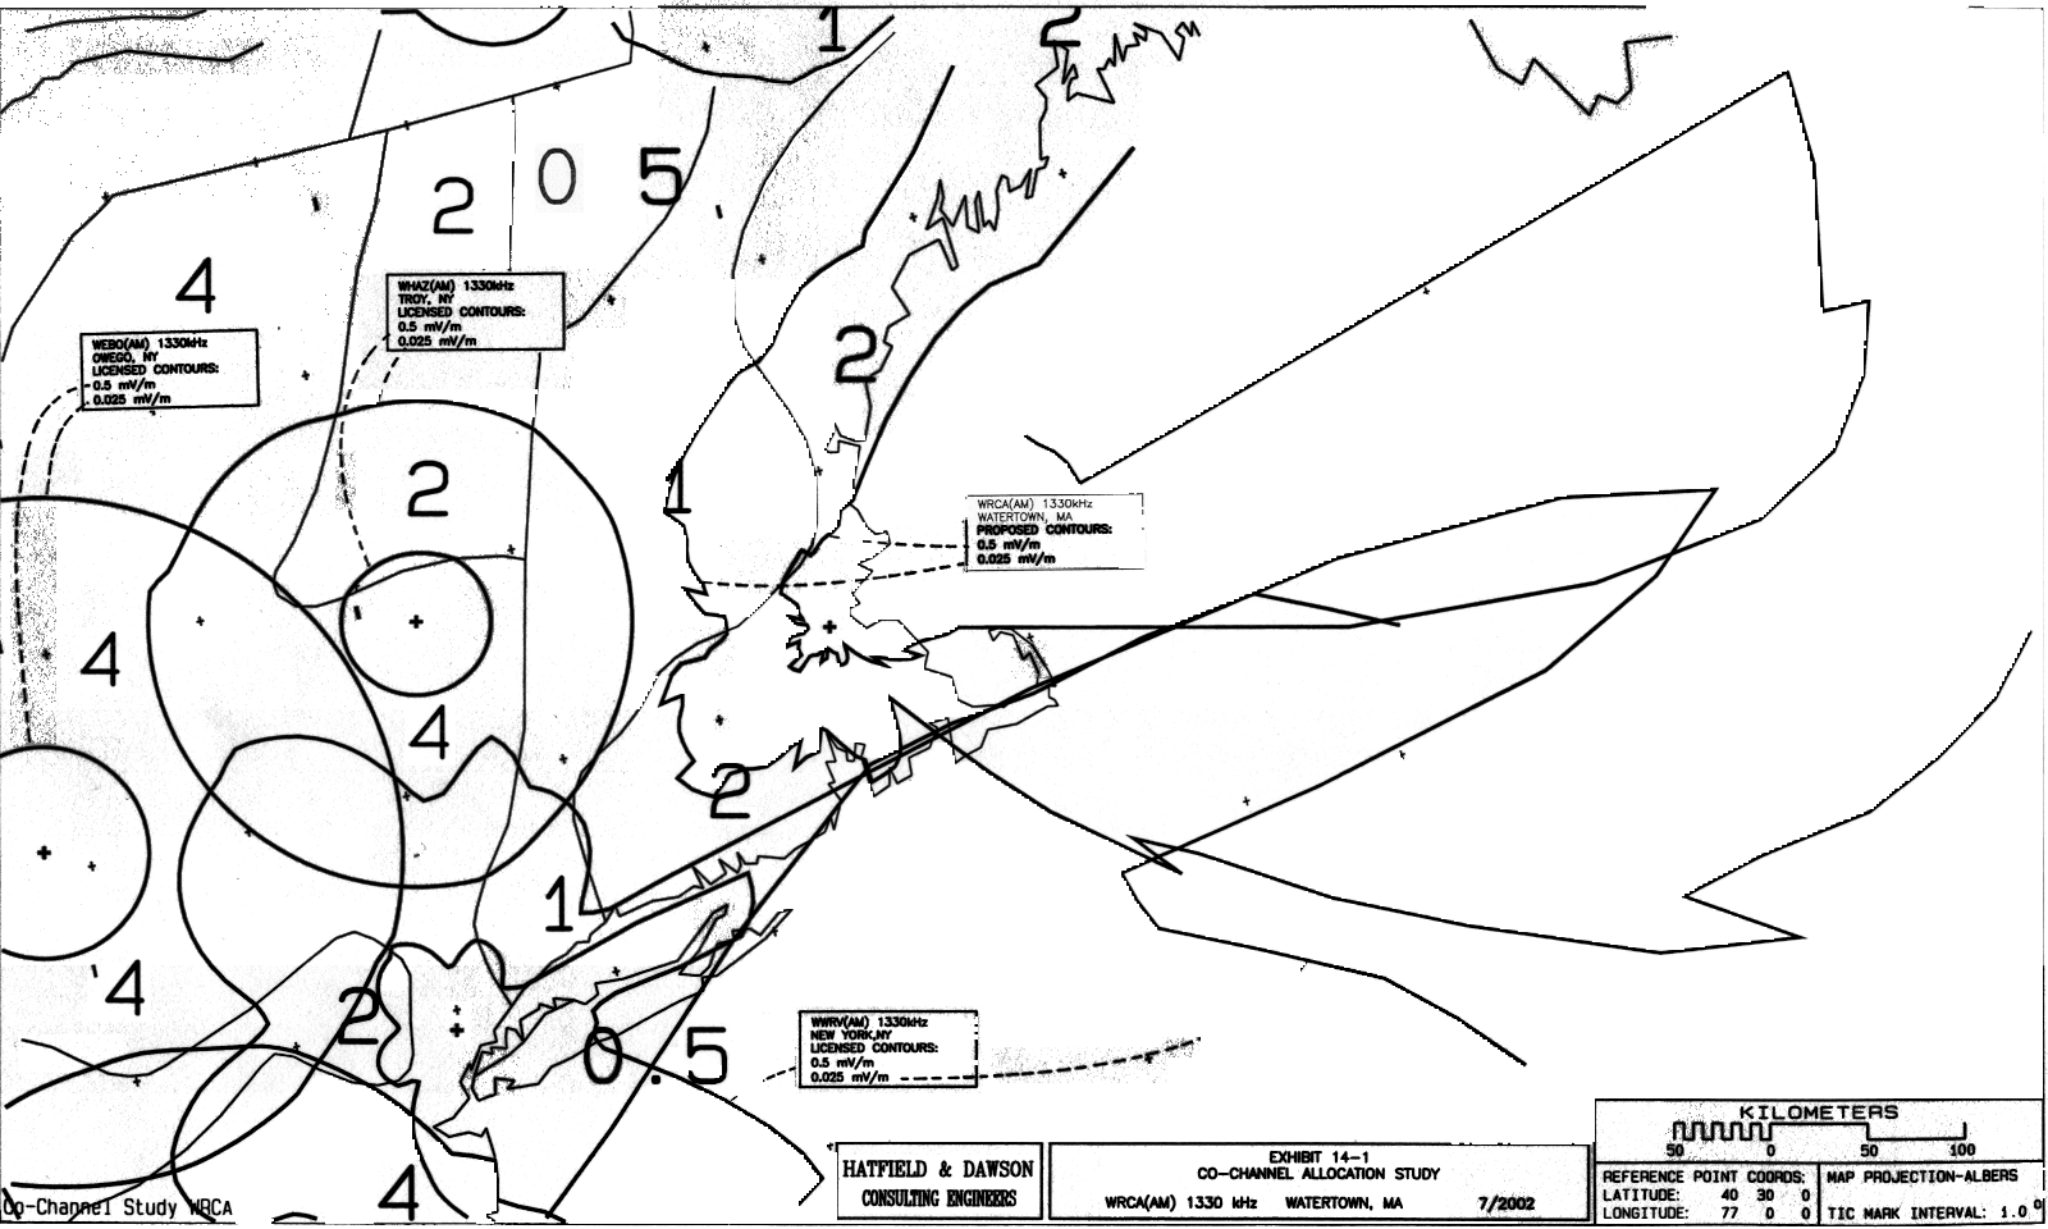 1
2
2
0 5
4
WHAZ(AM) 1330kHz
TROY, NY
LICENSED CONTOURS:
0.5 mV/m
0.025 mV/m
WEBO(AM) 1330kHz
OWEGO, NY
LICENSED CONTOURS:
0.5 mV/m
0.025 mV/m
2
2
1
WRCA(AM) 1330kHz
WATERTOWN, MA
PROPOSED CONTOURS:
0.5 mV/m
0.025 mV/m
4
4
2
1
4
2
0.5
WWRV(AM) 1330kHz
NEW YORK,NY
LICENSED CONTOURS:
0.5 mV/m
0.025 mV/m
4
Co-Channel Study WRCA
HATFIELD & DAWSON
CONSULTING ENGINEERS
EXHIBIT 14-1
CO-CHANNEL ALLOCATION STUDY
WRCA(AM) 1330 kHz WATERTOWN, MA 7/2002
KILOMETERS
50 0 50 100
REFERENCE POINT COORDS:
LATITUDE: 40 30 0
LONGITUDE: 77 0 0
MAP PROJECTION-ALBERS
TIC MARK INTERVAL: 1.0 °